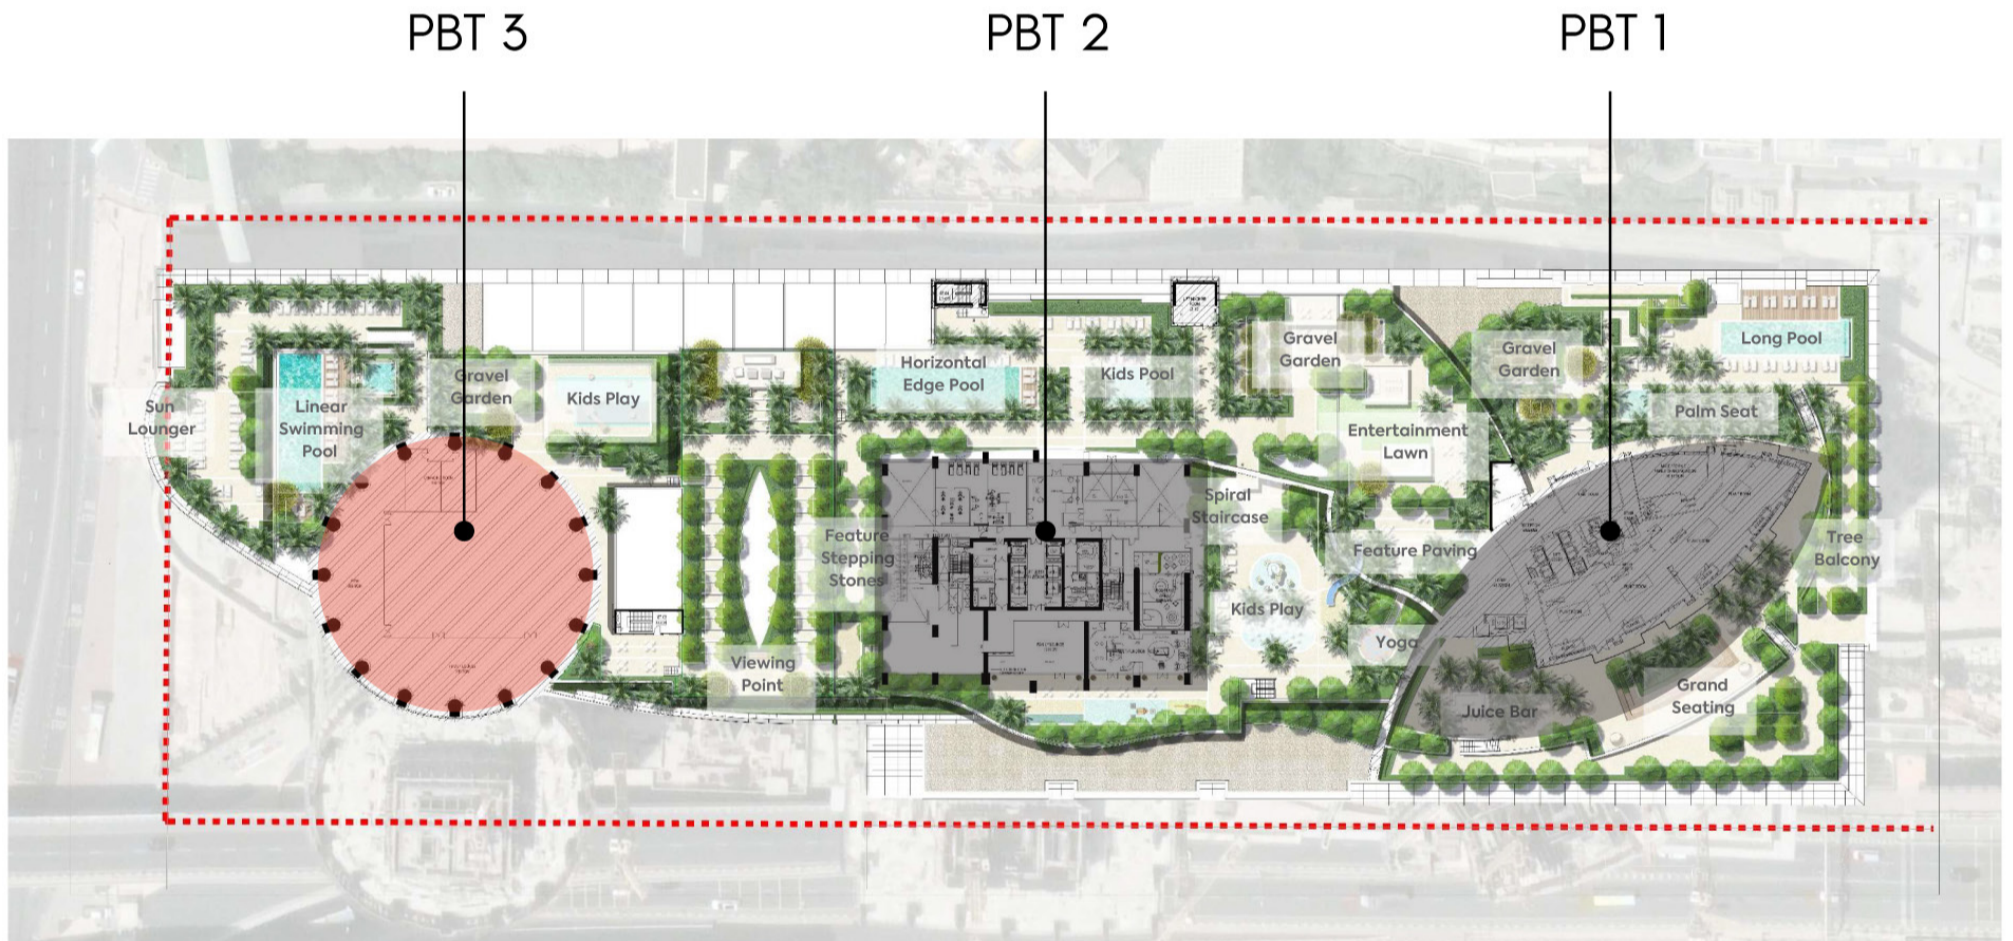 PBT 3
PBT 2
PBT 1
Sun
Lounger
Linear
Swimming
Pool
Gravel
Garden
Kids Play
Horizontal
Edge Pool
Kids Pool
Gravel
Garden
Gravel
Garden
Long Pool
Palm Seat
Entertainment
Lawn
Spiral
Staircase
Feature
Stepping
Stones
Feature Paving
Tree
Balcony
Kids Play
Yoga
Viewing
Point
Juice Bar
Grand
Seating